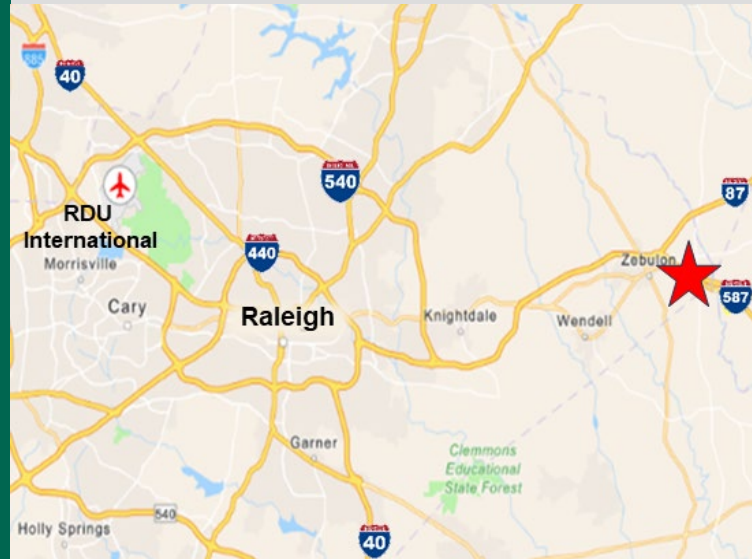 885
40
RDU
International
Morrisville
Cary
540
440
Raleigh
87
Zebulon
587
Knightdale
Wendell
Garner
Clemmons
Educational
State Forest
540
Holly Springs
40